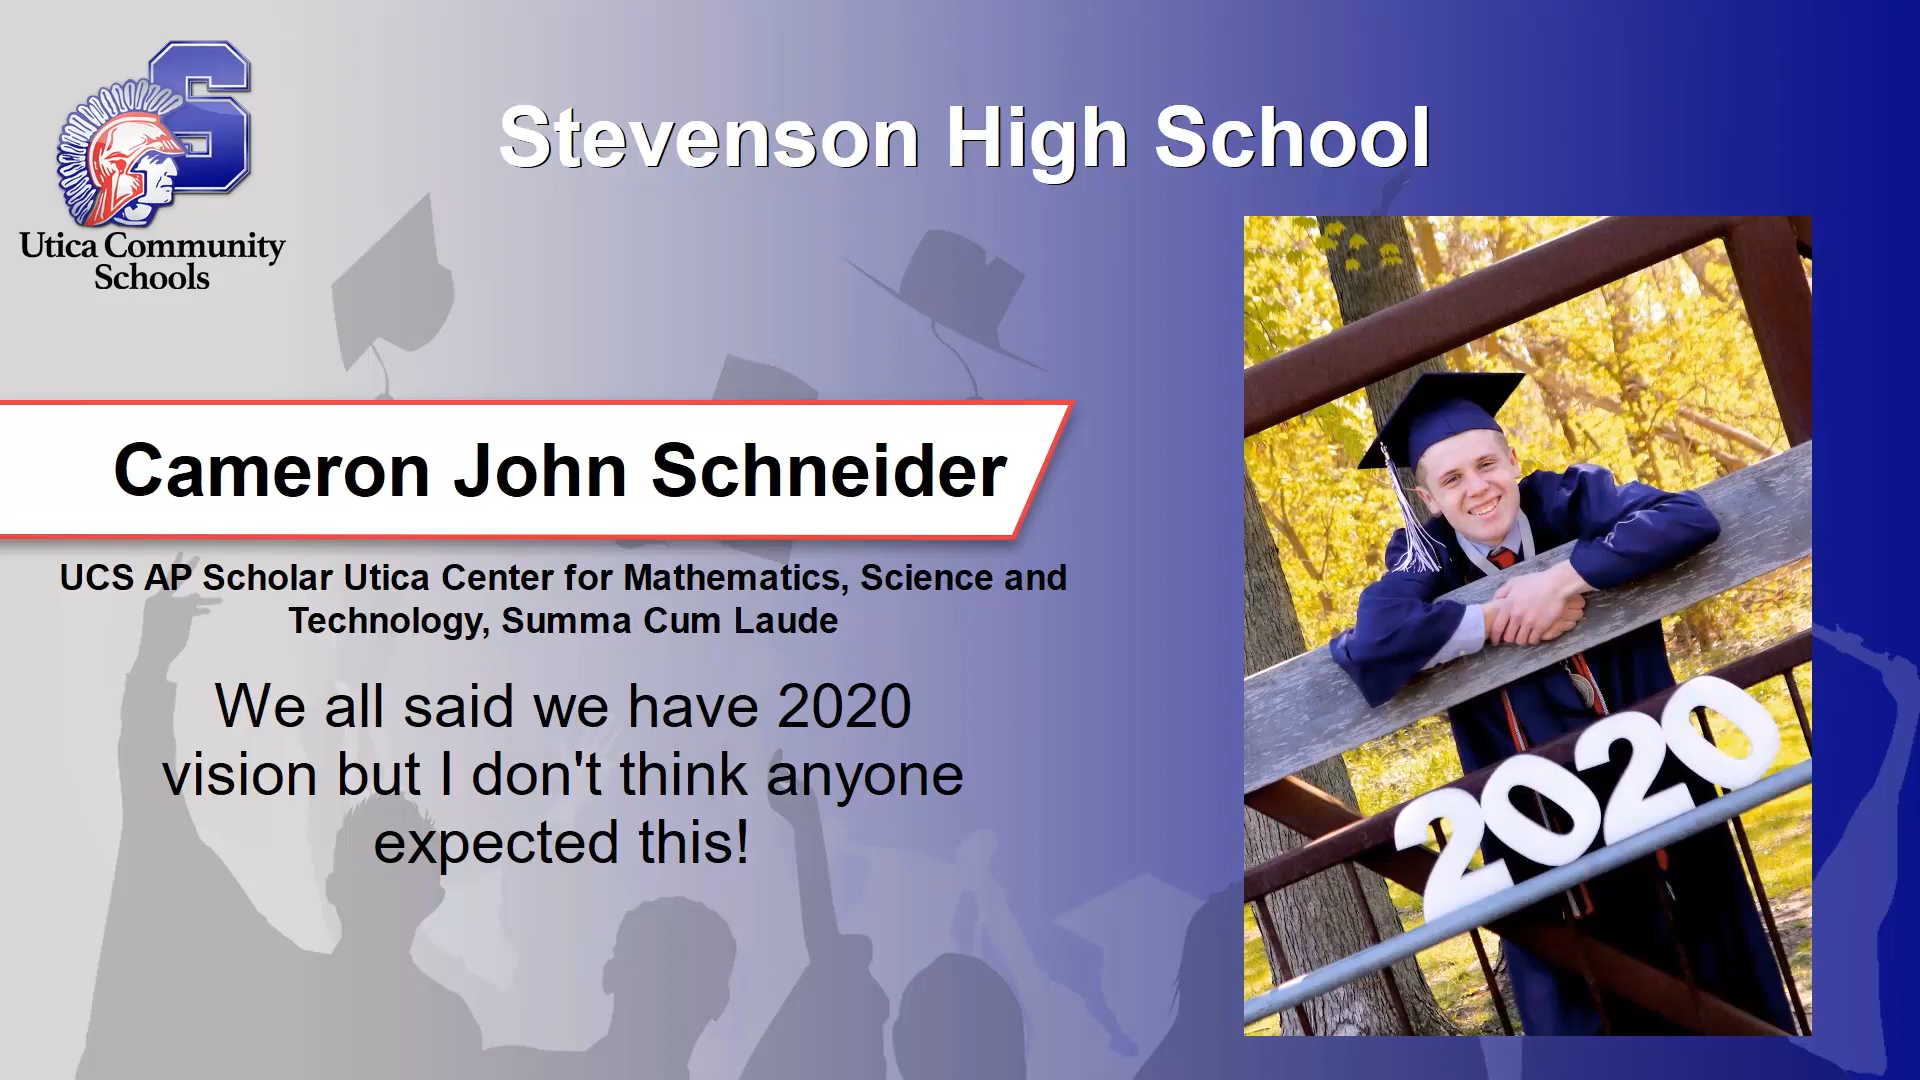 S
Utica Community
Schools
Stevenson High School
Cameron John Schneider
UCS AP Scholar Utica Center for Mathematics, Science and
Technology, Summa Cum Laude
We all said we have 2020
vision but I don't think anyone
expected this!
2020